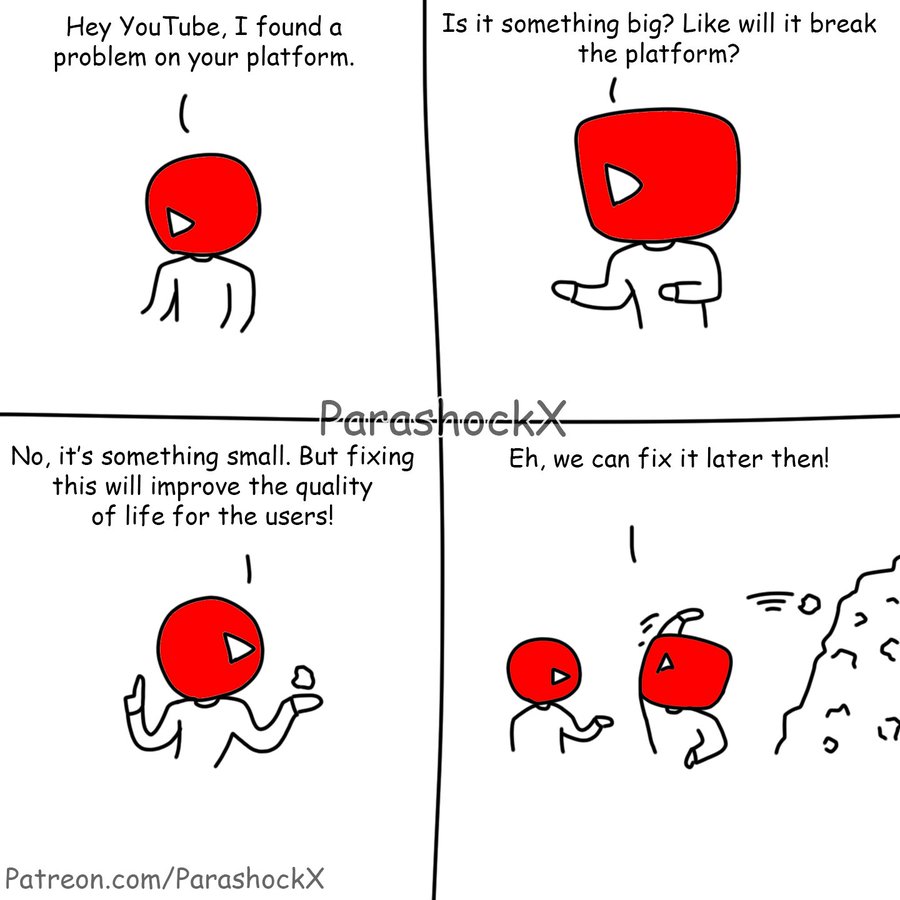 Hey YouTube, I found a
problem on your platform.
Is it something big? Like will it break
the platform?
ParashockX
No, it's something small. But fixing
this will improve the quality
of life for the users!
Eh, we can fix it later then!
Patreon.com/ParashockX